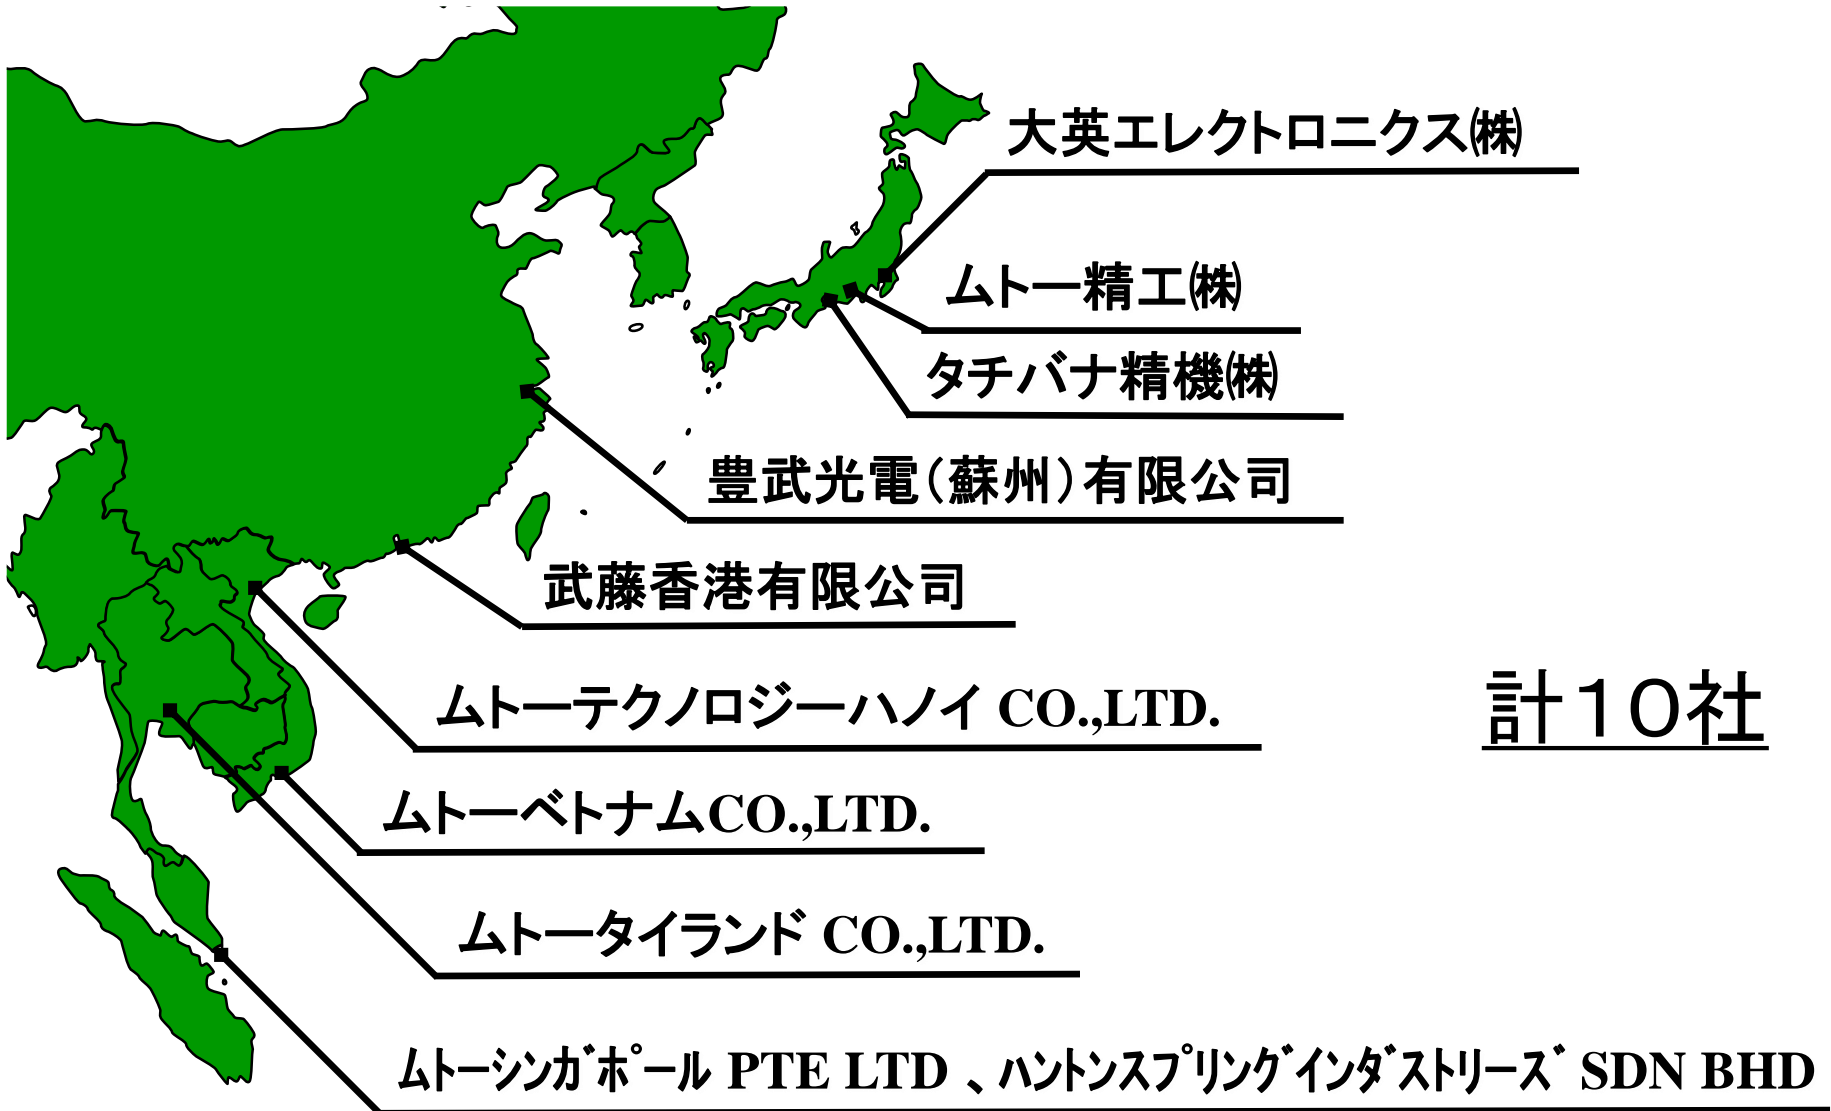 大英エレクトロニクス㈱
ムトー精工㈱
タチバナ精機㈱
豊武光電（蘇州）有限公司
武藤香港有限公司
ムトーテクノロジーハノイ CO.,LTD.
計１０社
ムトーベトナムCO.,LTD.
ムトータイランド CO.,LTD.
ムトーシンガﾞポﾟール PTE LTD 、ハントンスプﾟリングﾞインダﾞストリーズﾞ SDN BHD